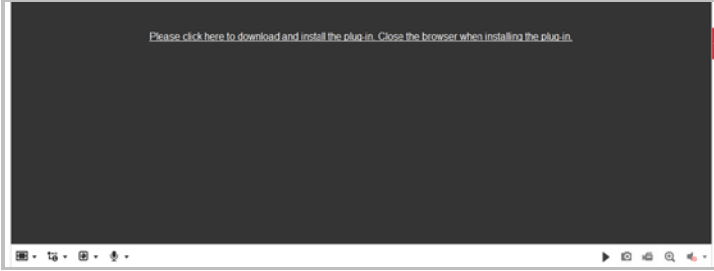 Please click here to download and install the plug-in. Close the browser when installing the plug-in.